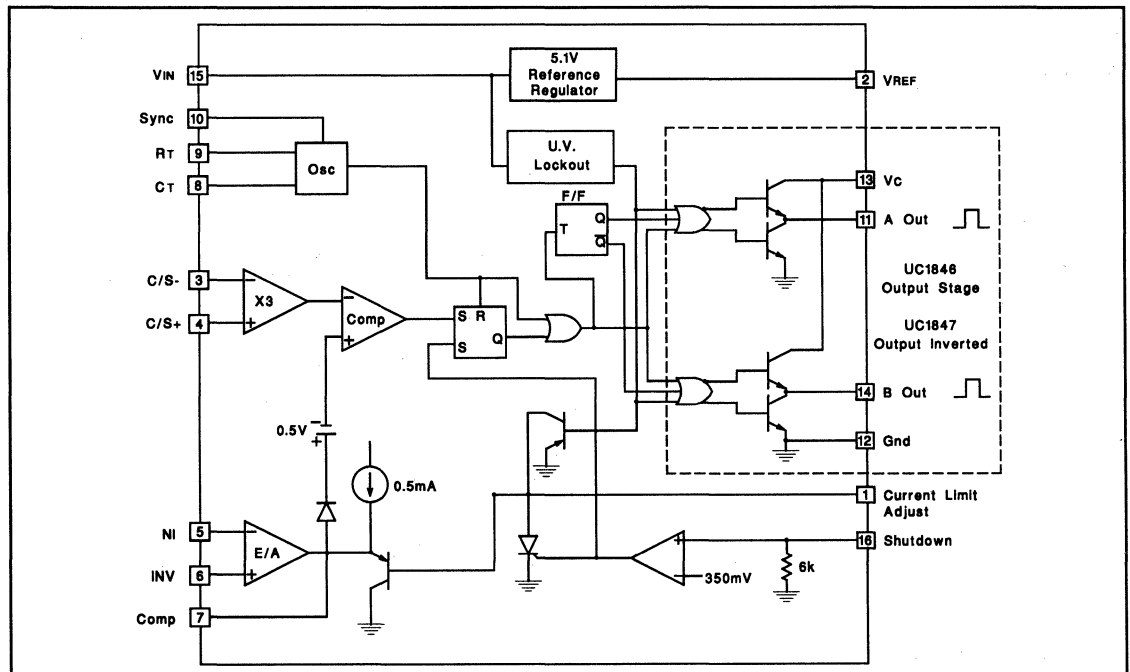 VIN 15
5.1V
Reference
Regulator
2 VREF
Sync 10
RT 9
CT 8
Osc
U.V.
Lockout
F/F
T
Q
Q̅
13 VC
11 A Out
C/S- 3
C/S+ 4
-
+
X3
-
+
Comp
S R
S
Q
UC1846
Output Stage
UC1847
Output Inverted
14 B Out
12 Gnd
-
0.5V
+
0.5mA
1 Current Limit
Adjust
16 Shutdown
NI 5
INV 6
Comp 7
-
+
E/A
+
-
350mV
6k